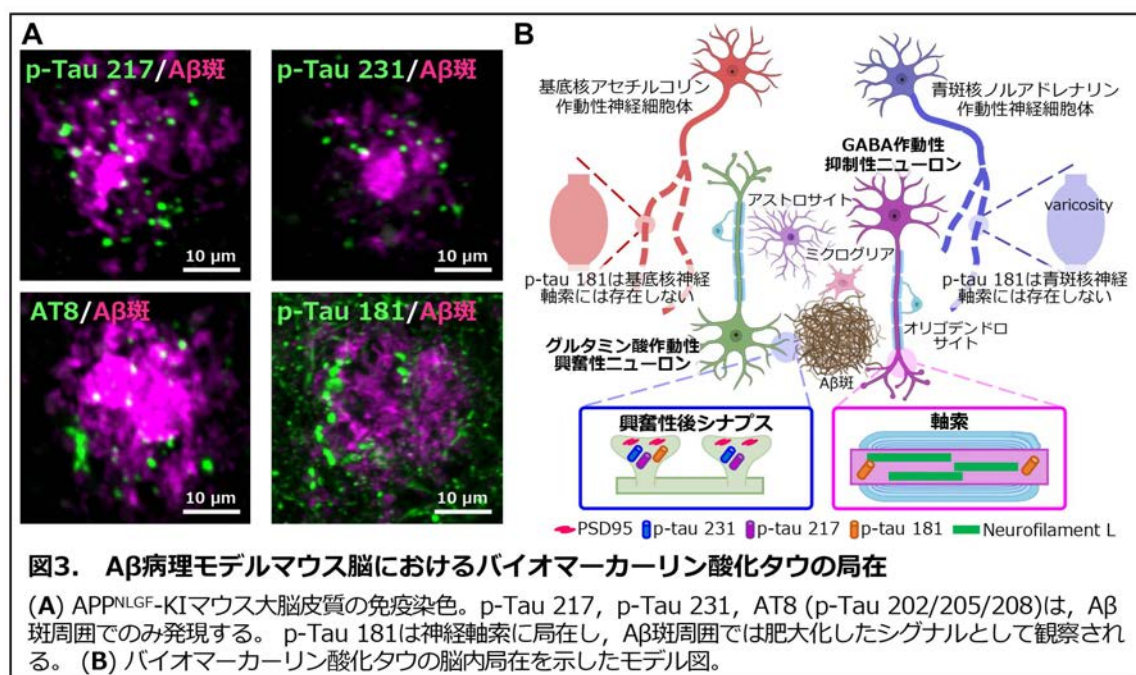 A
p-Tau 217/Aβ斑
10 μm
p-Tau 231/Aβ斑
10 μm
AT8/Aβ斑
10 μm
p-Tau 181/Aβ斑
10 μm
B
基底核アセチルコリン
作動性神経細胞体
青斑核ノルアドレナリン
作動性神経細胞体
GABA作動性
抑制性ニューロン
アストロサイト
varicosity
ミクログリア
p-tau 181は基底核神経
軸索には存在しない
p-tau 181は青斑核神経
軸索には存在しない
グルタミン酸作動性
興奮性ニューロン
オリゴデンドロ
サイト
Aβ斑
興奮性後シナプス
軸索
PSD95 p-tau 231 p-tau 217 p-tau 181 Neurofilament L
図3. Aβ病理モデルマウス脳におけるバイオマーカーリン酸化タウの局在
(A) APPNLGF-KIマウス大脳皮質の免疫染色。p-Tau 217，p-Tau 231，AT8 (p-Tau 202/205/208)は，Aβ
斑周囲でのみ発現する。 p-Tau 181は神経軸索に局在し，Aβ斑周囲では肥大化したシグナルとして観察され
る。 (B) バイオマーカーリン酸化タウの脳内局在を示したモデル図。